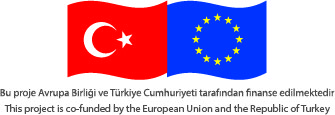 Bu proje Avrupa Birliği ve Türkiye Cumhuriyeti tarafından finanse edilmektedir
This project is co-funded by the European Union and the Republic of Turkey